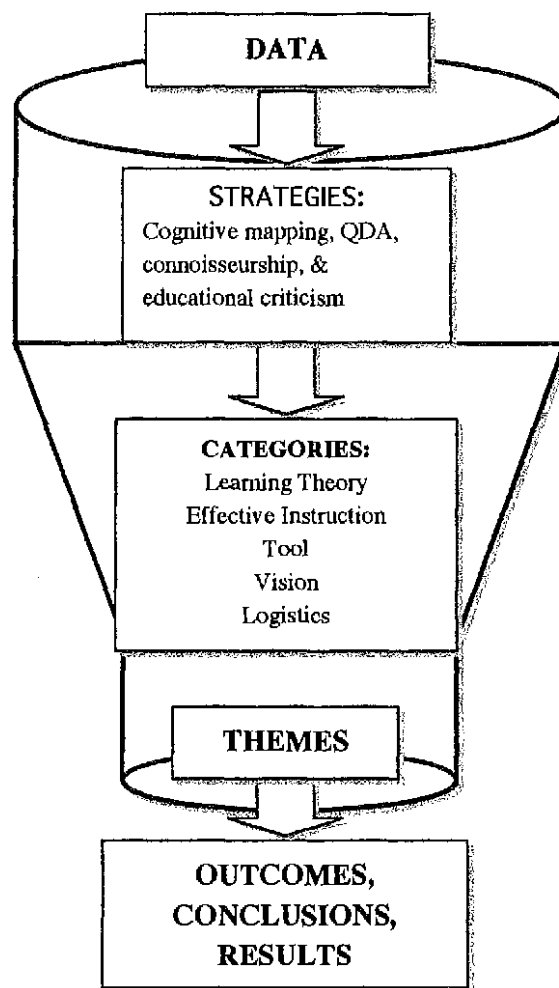 DATA
STRATEGIES:
Cognitive mapping, QDA,
connoisseurship, &
educational criticism
CATEGORIES:
Learning Theory
Effective Instruction
Tool
Vision
Logistics
THEMES
OUTCOMES,
CONCLUSIONS,
RESULTS